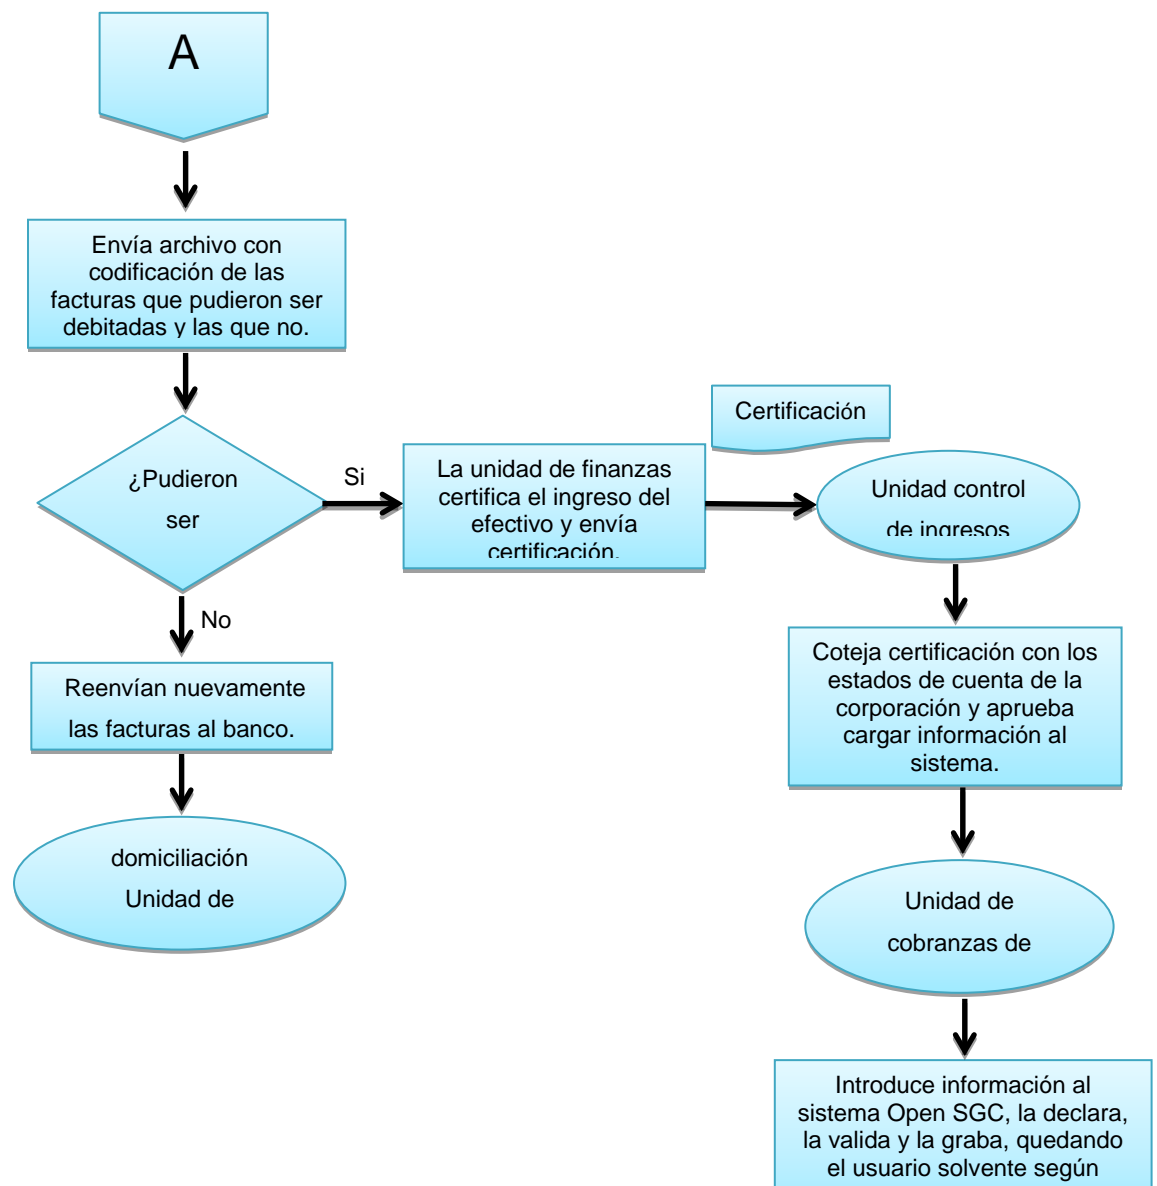 A
Envía archivo con
codificación de las
facturas que pudieron ser
debitadas y las que no.
¿Pudieron
ser
Si
No
La unidad de finanzas
certifica el ingreso del
efectivo y envía
certificación.
Certificación
Unidad control
de ingresos
Reenvían nuevamente
las facturas al banco.
domiciliación
Unidad de
Coteja certificación con los
estados de cuenta de la
corporación y aprueba
cargar información al
sistema.
Unidad de
cobranzas de
Introduce información al
sistema Open SGC, la declara,
la valida y la graba, quedando
el usuario solvente según